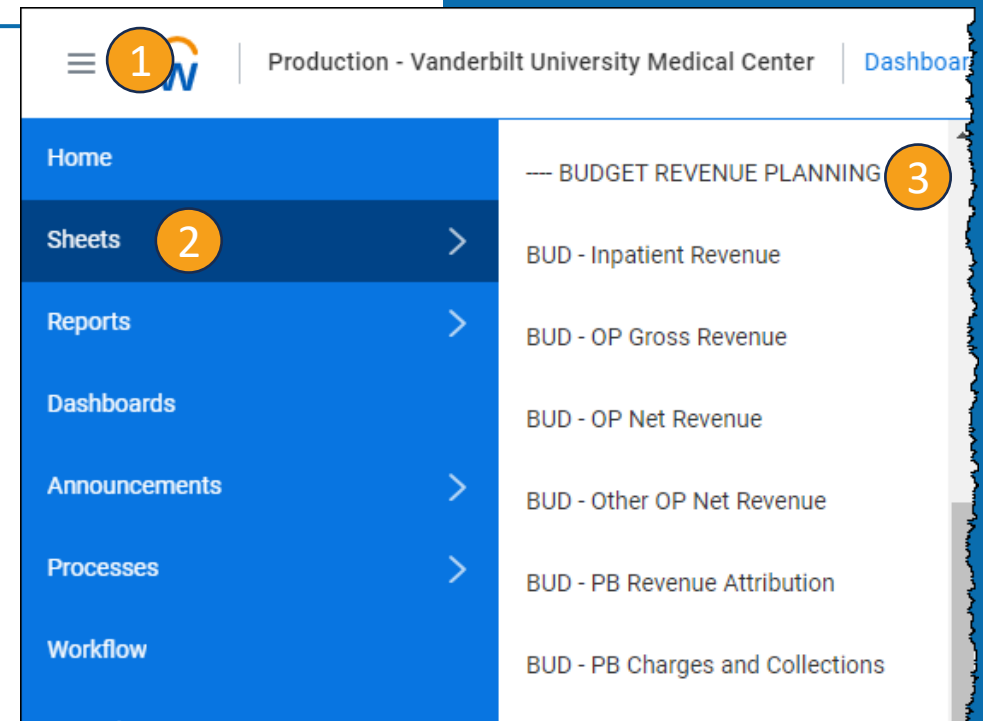 1 W Production - Vanderbilt University Medical Center Dashboar
Home
Sheets 2
Reports
Dashboards
Announcements
Processes
Workflow
---- BUDGET REVENUE PLANNING 3
BUD - Inpatient Revenue
BUD - OP Gross Revenue
BUD - OP Net Revenue
BUD - Other OP Net Revenue
BUD - PB Revenue Attribution
BUD - PB Charges and Collections